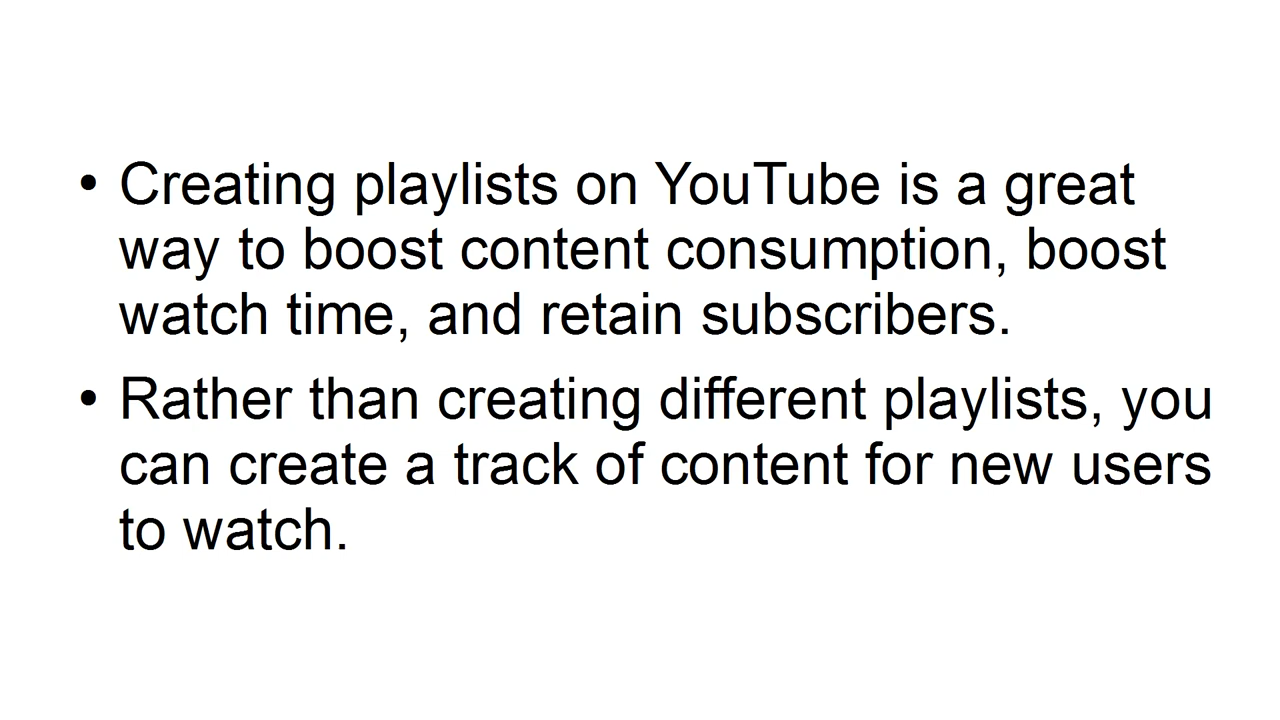 • Creating playlists on YouTube is a great
way to boost content consumption, boost
watch time, and retain subscribers.
• Rather than creating different playlists, you
can create a track of content for new users
to watch.